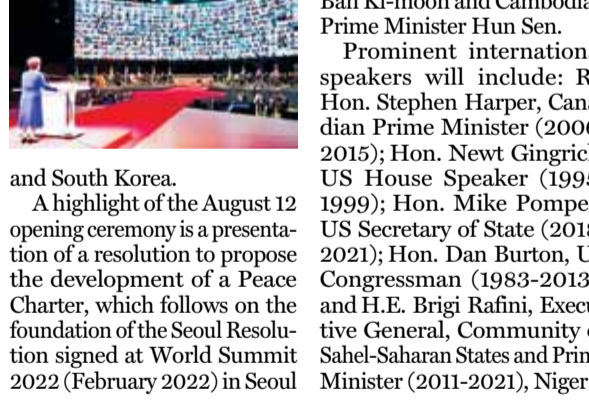 and South Korea.
A highlight of the August 12
opening ceremony is a presenta-
tion of a resolution to propose
the development of a Peace
Charter, which follows on the
foundation of the Seoul Resolu-
tion signed at World Summit
2022 (February 2022) in Seoul
Ban Ki-moon and Cambodia
Prime Minister Hun Sen.
Prominent internation
speakers will include: R
Hon. Stephen Harper, Cana
dian Prime Minister (2006
2015); Hon. Newt Gingrich
US House Speaker (1995
1999); Hon. Mike Pompe
US Secretary of State (2018
2021); Hon. Dan Burton, U
Congressman (1983-2013
and H.E. Brigi Rafini, Execu
tive General, Community o
Sahel-Saharan States and Prim
Minister (2011-2021), Niger